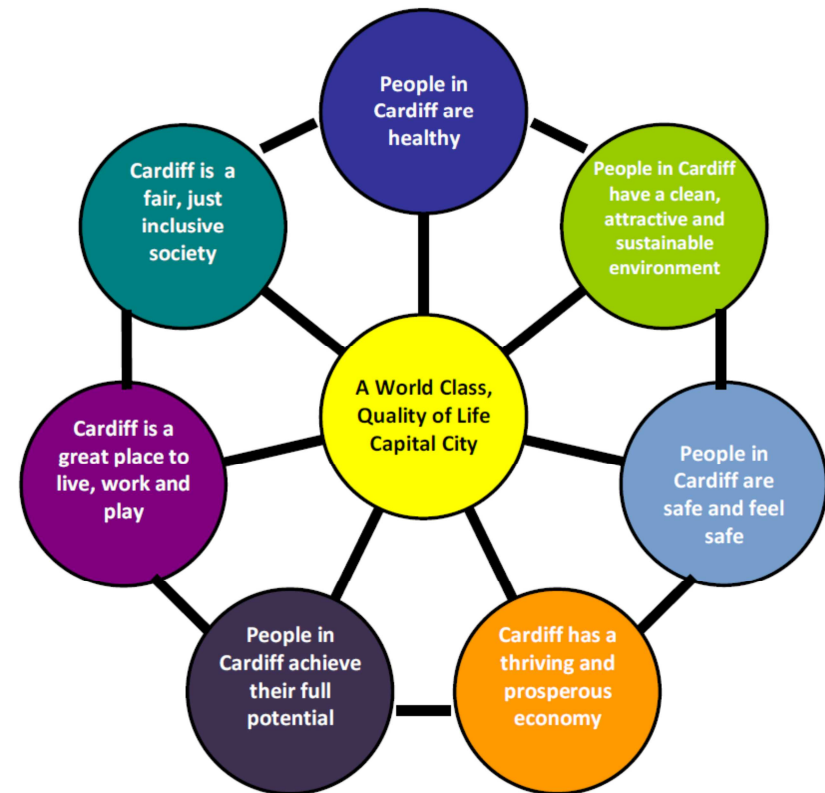 People in
Cardiff are
healthy
People in Cardiff
have a clean,
attractive and
sustainable
environment
People in
Cardiff are
safe and feel
safe
Cardiff has a
thriving and
prosperous
economy
People in
Cardiff achieve
their full
potential
Cardiff is a
great place to
live, work and
play
Cardiff is a
fair, just
inclusive
society
A World Class,
Quality of Life
Capital City